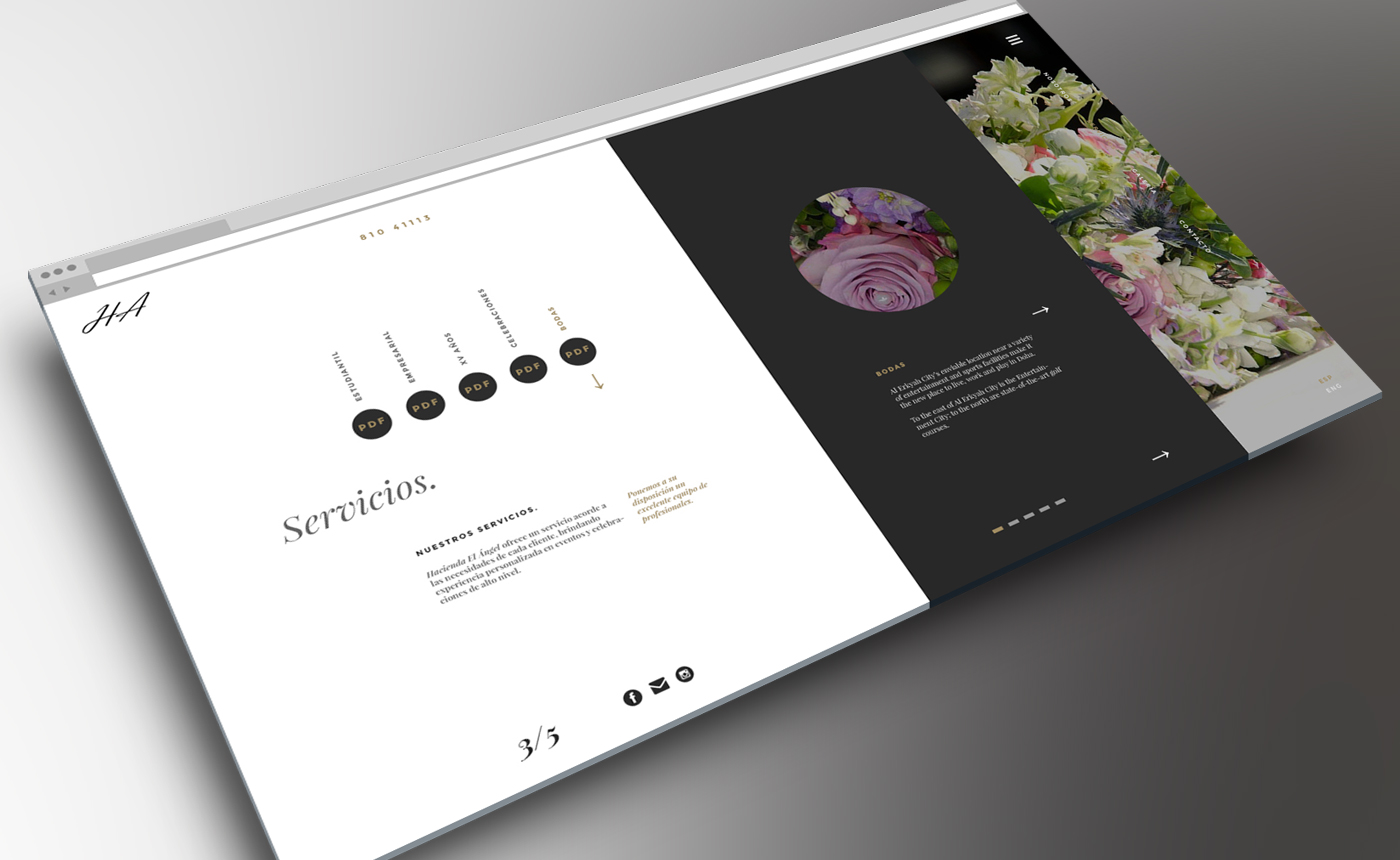 810 41113
HA
ESTUDIANTIL
EMPRESARIAL
XV AÑOS
CELEBRACIONES
BODAS
PDF
PDF
PDF
PDF
PDF
Servicios.
NUESTROS SERVICIOS.
Hacienda El Ángel ofrece un servicio acorde a
las necesidades de cada cliente, brindando
experiencia personalizada en eventos y celebra-
ciones de alto nivel.
Ponemos a su
disposición un
excelente equipo de
profesionales.
3/5
BODAS
Al Erkyah City's enviable location near a variety
of entertainment and sports facilities make it
the new place to live, work and play in Doha.
To the east of Al Erkyah City is the Entertain-
ment City; to the north are state-of-the-art golf
courses.
CONTACTO
ESP
ENG